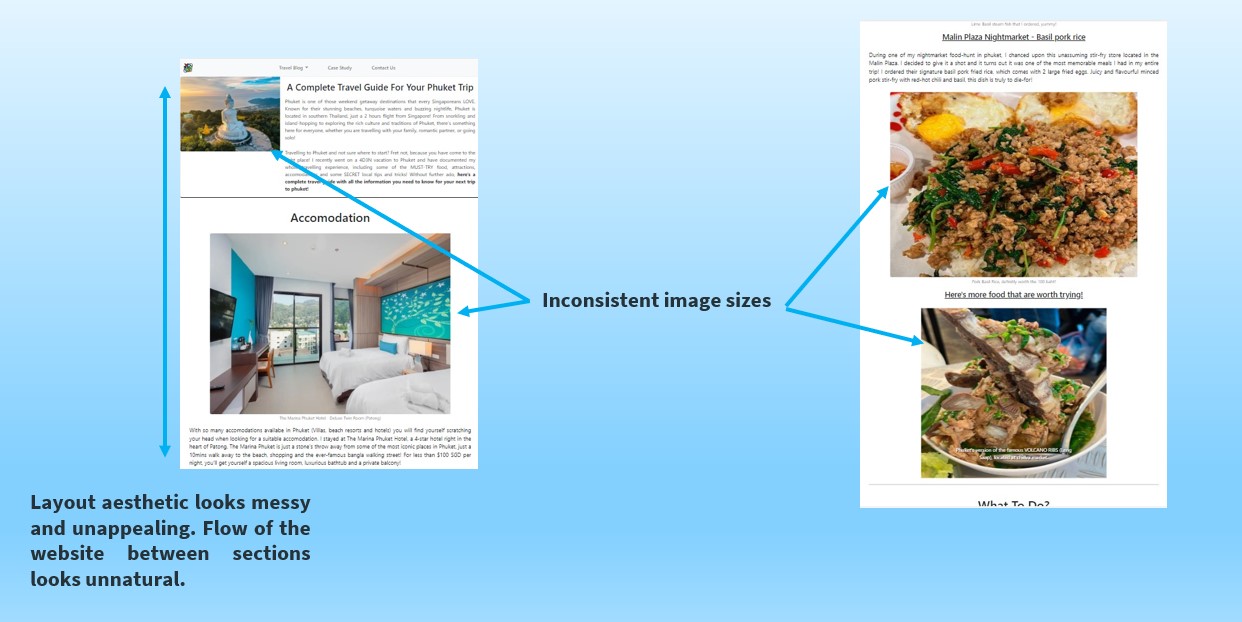 Travel Blog
Case Study
Contact Us
A Complete Travel Guide For Your Phuket Trip
Phuket is one of those weekend getaway destinations that every Singaporeans LOVE.
Known for their stunning beaches, turquoise waters and buzzing nightlife, Phuket is
located in southern Thailand, just a 2 hours flight from Singapore! From snorkling and
island hopping to exploring the rich culture and traditions of Phuket, there's something
here for everyone, whether you are travelling with your family, romantic partner, or going
solo!
Travelling to Phuket and not sure where to start? Fret not, because you have come to the
right place! I recently went on a 4D3N vacation to Phuket and have documented my
whole travelling experience, including some of the MUST-TRY food, attractions,
accomodation, and some SECRET local tips and tricks! Without further ado, here's a
complete travel guide with all the information you need to know for your next trip
to phuket!
Accomodation
The Marina Phuket Hotel - Deluxe Twin Room (Patong)
With so many accomodations availabe in Phuket (Villas, beach resorts and hotels) you will find yourself scratching
your head when looking for a suitable accomodation. I stayed at The Marina Phuket Hotel, a 4-star hotel right in the
heart of Patong. The Marina Phuket is just a stone's throw away from some of the most iconic places in Phuket, just a
10mins walk away to the beach, shopping and the ever-famous bangla walking street! For less than $100 SGD per
night, you'll get yourself a spacious living room, luxurious bathtub and a private balcony!
Layout aesthetic looks messy
and unappealing. Flow of the
website between sections
looks unnatural.
Inconsistent image sizes
Malin Plaza Nightmarket - Basil pork rice
During one of my nightmarket food-hunt in phuket, I chanced upon this unassuming stir-fry store located in the
Malin Plaza. I decided to give it a shot and it turns out it was one of the most memorable meals I had in my entire
trip! I ordered their signature basil pork fried rice, which comes with 2 large fried eggs. Juicy and flavourful minced
pork stir-fry with red-hot chili and basil, this dish is truly to die-for!
Pork Basil Rice, definitely worth the 100 baht!
Here's more food that are worth trying!
Phuket's version of the famous VOLCANO RIBS (Leng
What To Do?